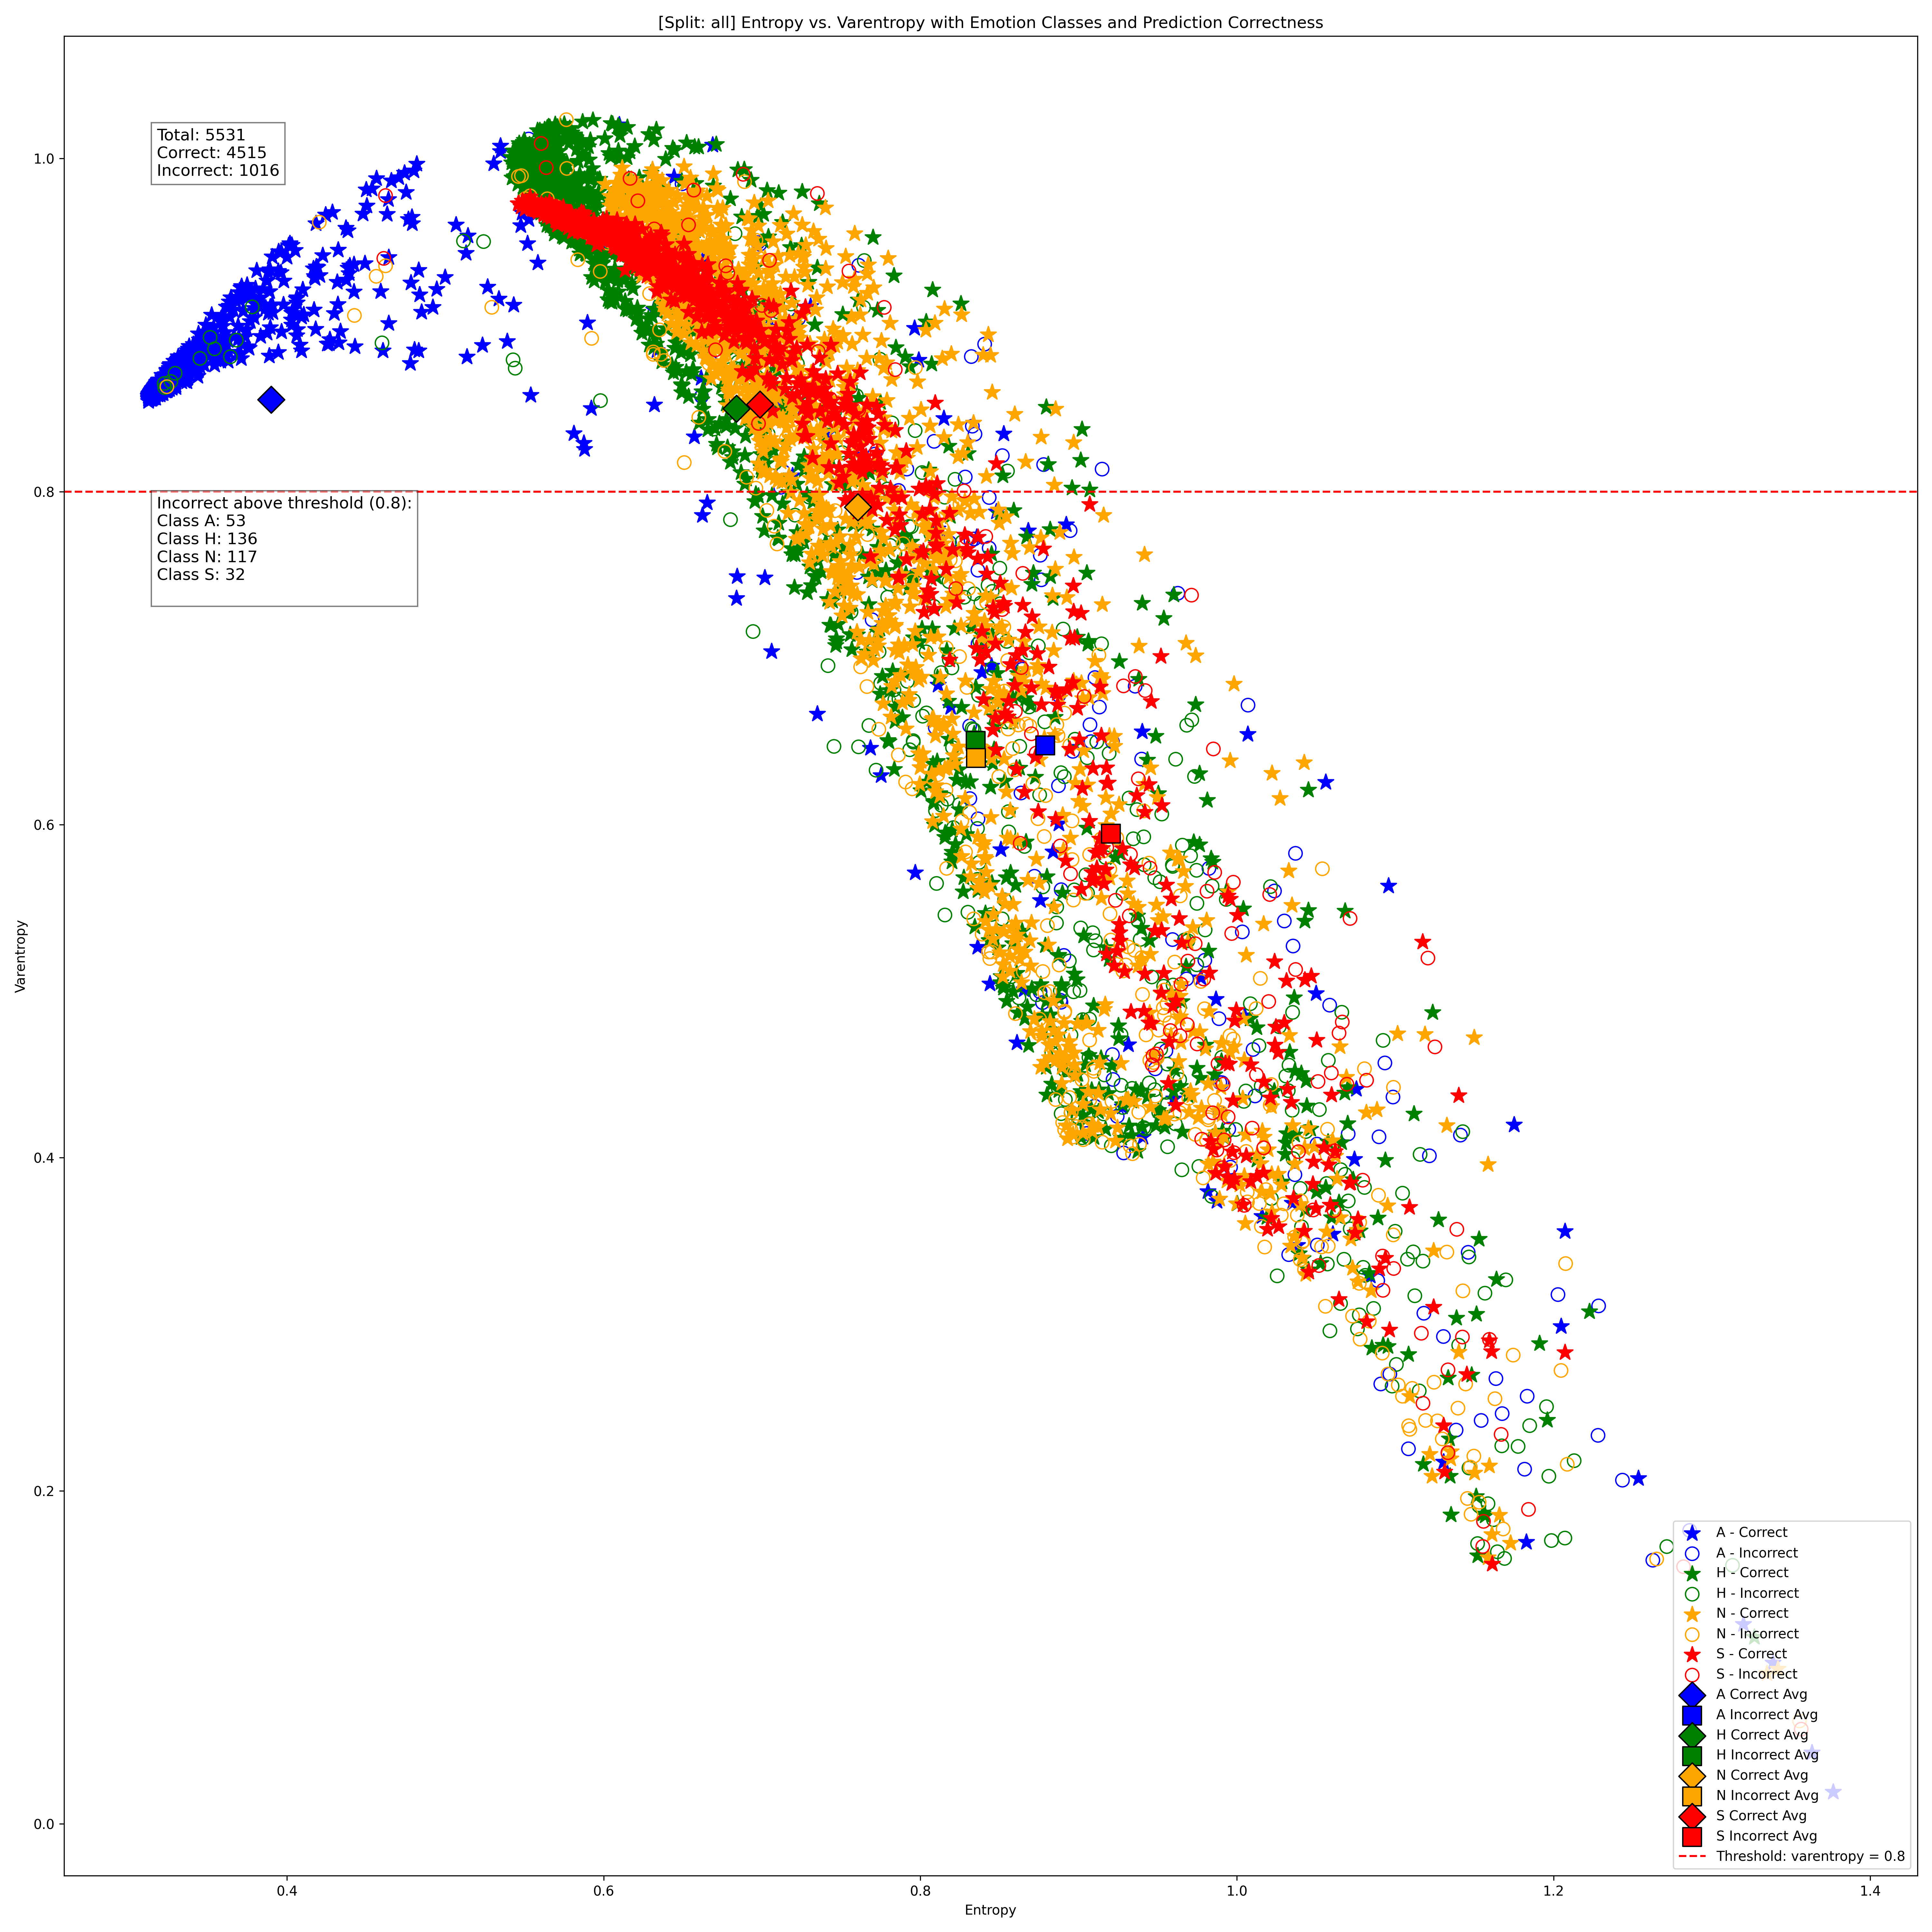 [Split: all] Entropy vs. Varentropy with Emotion Classes and Prediction Correctness
Total: 5531
Correct: 4515
Incorrect: 1016
Incorrect above threshold (0.8):
Class A: 53
Class H: 136
Class N: 117
Class S: 32
Varentropy
1.0
0.8
0.6
0.4
0.2
0.0
A - Correct
A - Incorrect
H - Correct
H - Incorrect
N - Correct
N - Incorrect
S - Correct
S - Incorrect
A Correct Avg
A Incorrect Avg
H Correct Avg
H Incorrect Avg
N Correct Avg
N Incorrect Avg
S Correct Avg
S Incorrect Avg
Threshold: varentropy = 0.8
0.4
0.6
0.8
1.0
1.2
1.4
Entropy